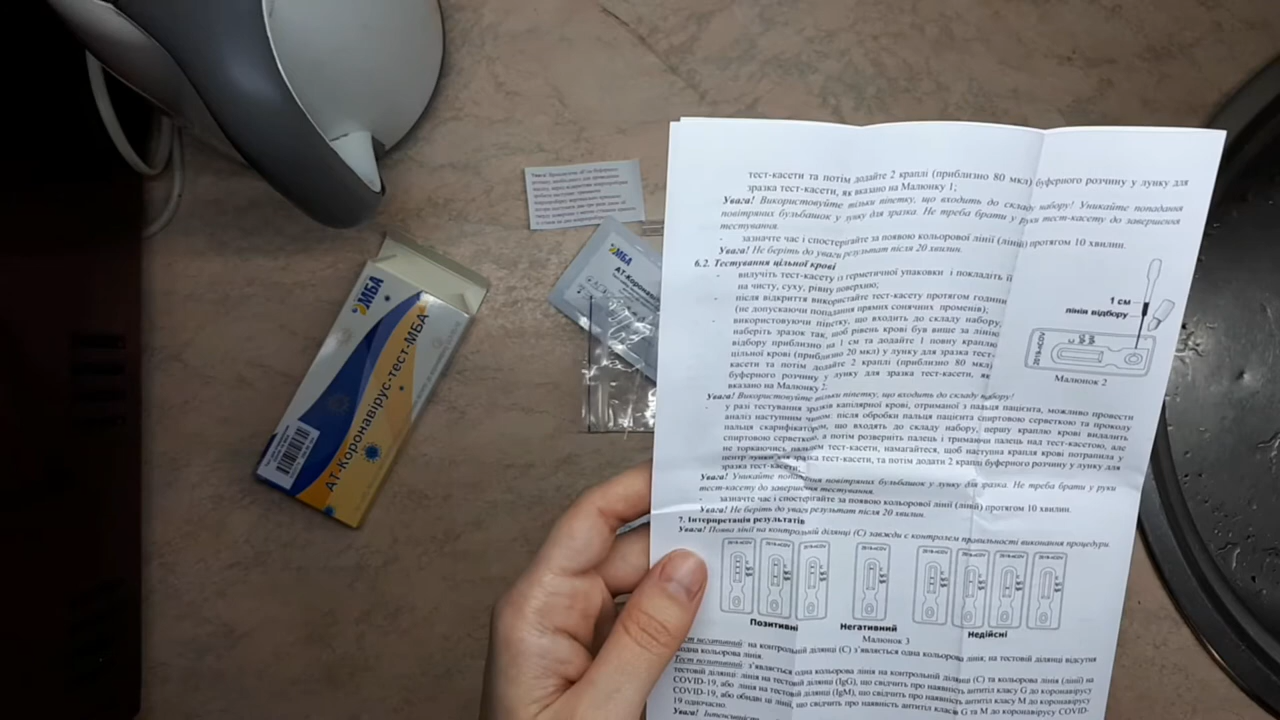 тест-касети та потім додайте 2 краплі (приблизно 80 мкл) буферного розчину у лунку для
зразка тест-касети, як вказано на Малюнку 1;
Увага! Використовуйте тільки піпетку, що входить до складу набору! Уникайте попадання
повітряних бульбашок у лунку для зразка. Не треба брати у руки тест-касету до завершення
тестування.
- зазначте час і спостерігайте за появою кольорової лінії (ліній) протягом 10 хвилин.
Увага! Не беріть до уваги результат після 20 хвилин.
6.2. Тестування цільної крові
- вилучіть тест-касету із герметичної упаковки і покладіть її
на чисту, суху, рівну поверхню;
- після відкриття використайте тест-касету протягом години
(не допускаючи попадання прямих сонячних променів);
- використовуючи піпетку, що входить до складу набору,
наберіть зразок так, щоб рівень крові був вище за лінію
відбору приблизно на 1 см та додайте 1 повну краплю
цільної крові (приблизно 20 мкл) у лунку для зразка тест-
касети та потім додайте 2 краплі (приблизно 80 мкл)
буферного розчину у лунку для зразка тест-касети, як
вказано на Малюнку 2.
1 см
лінія відбору
2019-nCOV
C
IgG
IgM
Малюнок 2
Увага! Використовуйте тільки піпетку, що входить до складу набору!
- у разі тестування зразків капілярної крові, отриманої з пальця пацієнта, можливо провести
аналіз наступним чином: після обробки пальця пацієнта спиртовою серветкою та проколу
пальця скарифікатором, що входять до складу набору, першу краплю крові видалить
спиртовою серветкою, а потім розверніть палець і тримаючи палець над тест-касетою, але
не торкаючись пальцем тест-касети, намагайтеся, щоб наступна крапля крові потрапила у
центр лунки для зразка тест-касети, та потім додати 2 краплі буферного розчину у лунку для
зразка тест-касети;
Увага! Уникайте попадання повітряних бульбашок у лунку для зразка. Не треба брати у руки
тест-касету до завершення тестування.
- зазначте час і спостерігайте за появою кольорової лінії (ліній) протягом 10 хвилин.
Увага! Не беріть до уваги результат після 20 хвилин.
7. Інтерпретація результатів
Увага! Поява лінії на контрольній ділянці (С) завжди є контролем правильності виконання процедури.
Позитивні
Негативний
Недійсні
Малюнок 3
Тест негативний: на контрольній ділянці (С) з'являється одна кольорова лінія; на тестовій ділянці відсутня
одна кольорова лінія.
Тест позитивний: з'являється одна кольорова лінія на контрольній ділянці (С) та кольорова лінія (лінії) на
тестовій ділянці: лінія на тестовій ділянці (IgG), що свідчить про наявність антитіл класу G до коронавірусу
COVID-19, або лінія на тестовій ділянці (IgM), що свідчить про наявність антитіл класу М до коронавірусу
COVID-19, або обидві ці лінії, що свідчить про наявність антитіл класів G та М до коронавірусу COVID-
19 одночасно.
Увага!
МБА
АТ-Коронавірус-тест-МБА
МБА
АТ-Коронавірус